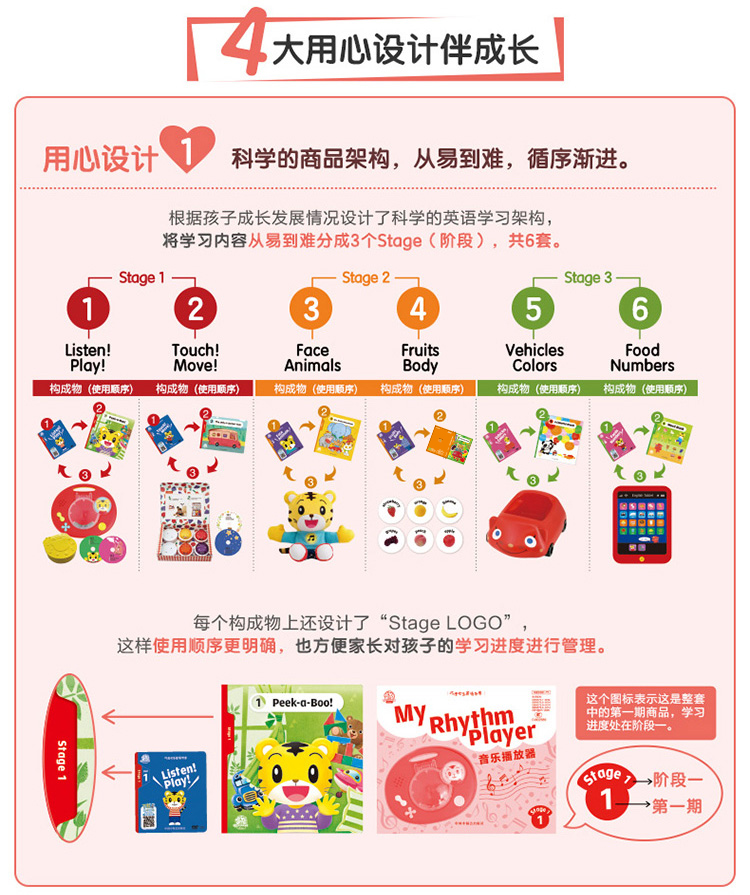 4大用心设计伴成长
用心设计 1 科学的商品架构，从易到难，循序渐进。
根据孩子成长发展情况设计了科学的英语学习架构，
将学习内容从易到难分成3个Stage（阶段），共6套。
Stage 1 Stage 2 Stage 3
1 2 3 4 5 6
Listen! Touch! Face Fruits Vehicles Food
Play! Move! Animals Body Colors Numbers
构成物（使用顺序） 构成物（使用顺序） 构成物（使用顺序） 构成物（使用顺序） 构成物（使用顺序） 构成物（使用顺序）
1 2 1 2 1 2 1 2 1 2 1 2
3 3 3 3 3 3
每个构成物上还设计了“Stage LOGO”，
这样使用顺序更明确，也方便家长对孩子的学习进度进行管理。
Stage 1
Stage 1
Listen!
Play!
1 Peek-a-Boo!
Stage 1
My
Rhythm
Player
音乐播放器
Stage 1
1
这个图标表示这是整套
中的第一期商品，学习
进度处在阶段一。
Stage 1 阶段一
1 第一期